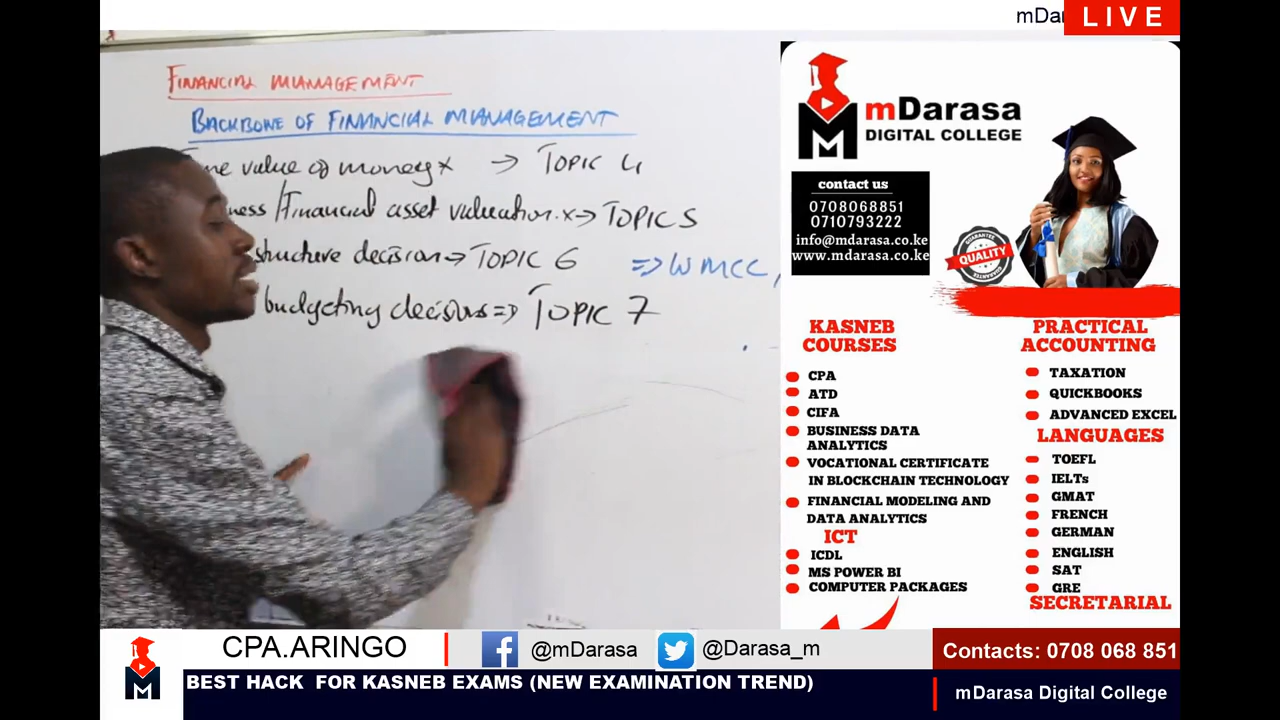 mDar
LIVE
FINANCIAL MANAGEMENT
BACKBONE OF FINANCIAL MANAGEMENT
value of money x → TOPIC 4
/Financial asset valuation. x → TOPIC 5
structure decision → TOPIC 6 ⇒ WMCC,
budgeting decisions ⇒ TOPIC 7
mDarasa
DIGITAL COLLEGE
contact us
0708068851
0710793222
info@mdarasa.co.ke
www.mdarasa.co.ke
GUARANTEE
QUALITY
GUARANTEE
KASNEB
COURSES
CPA
ATD
CIFA
BUSINESS DATA
ANALYTICS
VOCATIONAL CERTIFICATE
IN BLOCKCHAIN TECHNOLOGY
FINANCIAL MODELING AND
DATA ANALYTICS
ICT
ICDL
MS POWER BI
COMPUTER PACKAGES
PRACTICAL
ACCOUNTING
TAXATION
QUICKBOOKS
ADVANCED EXCEL
LANGUAGES
TOEFL
IELTs
GMAT
FRENCH
GERMAN
ENGLISH
SAT
GRE
SECRETARIAL
CPA.ARINGO
@mDarasa
@Darasa_m
Contacts: 0708 068 851
BEST HACK FOR KASNEB EXAMS (NEW EXAMINATION TREND)
mDarasa Digital College